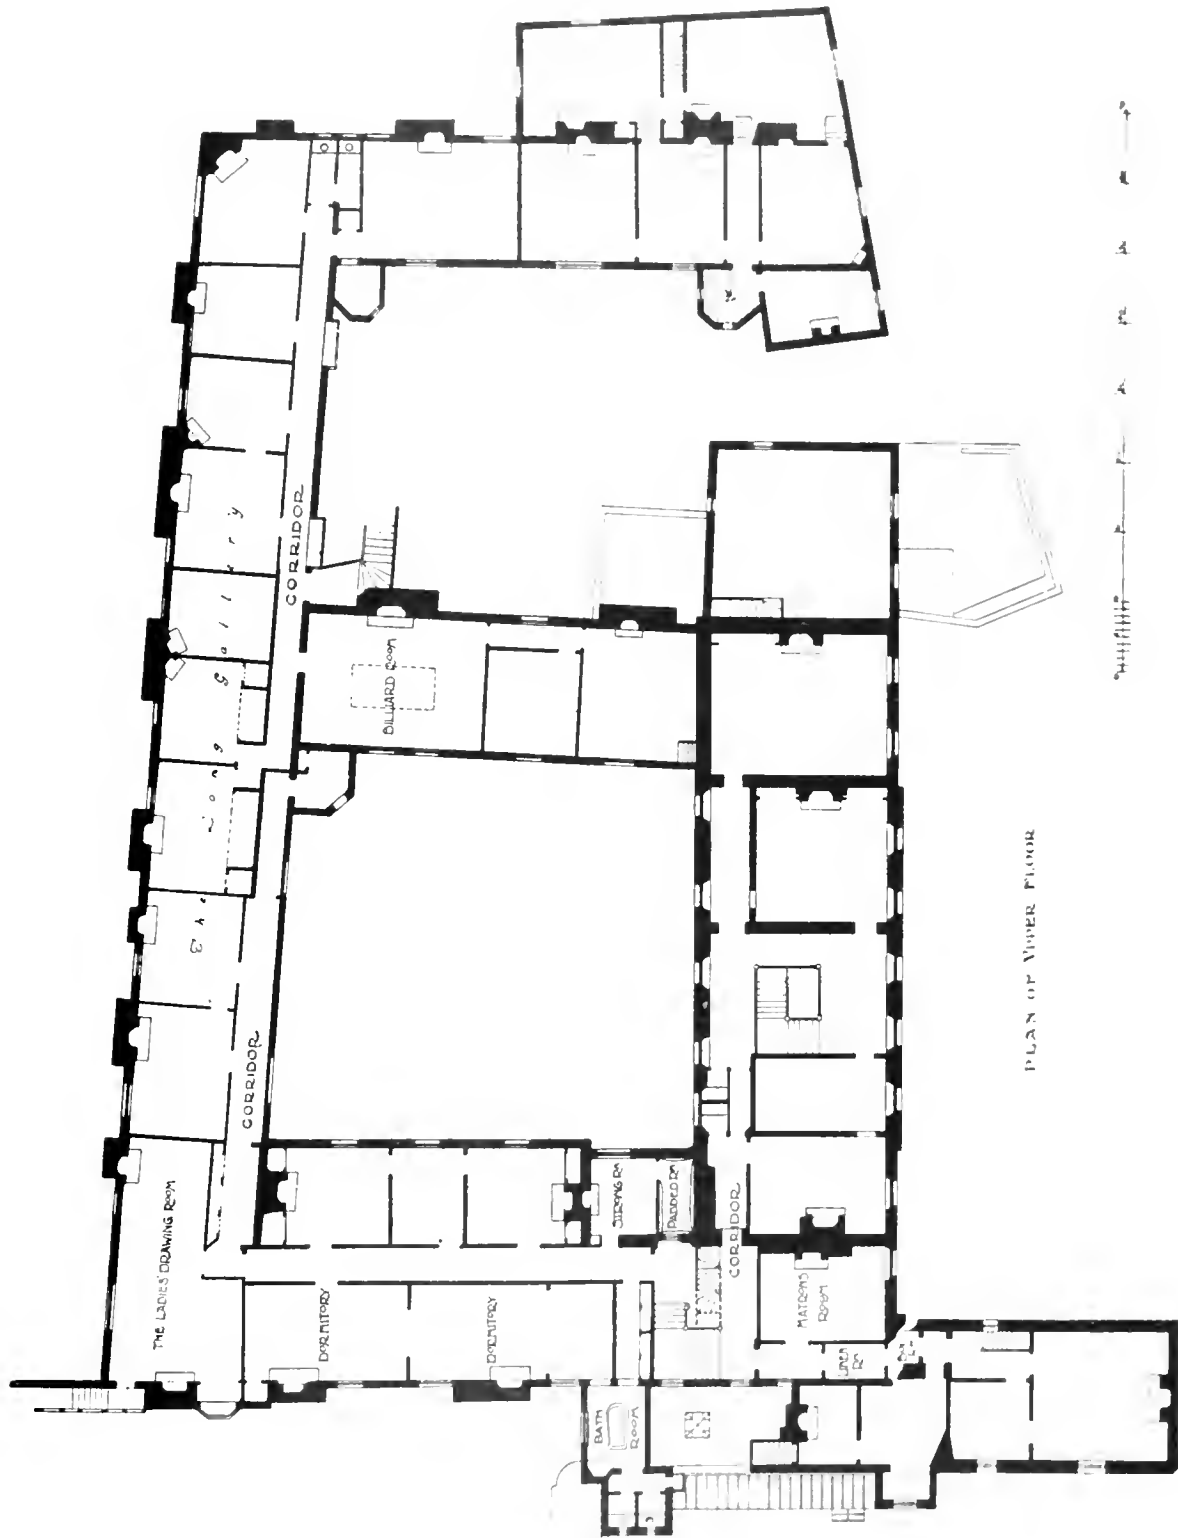 CORRIDOR
BILLIARD ROOM
The Long Gallery
CORRIDOR
THE LADIES' DRAWING ROOM
DORMITORY
DORMITORY
STRONG RM
PADDED RM
CORRIDOR
MATRONS
ROOM
LINEN
RM
BATH
ROOM
PLAN OF VPPER FLOOR